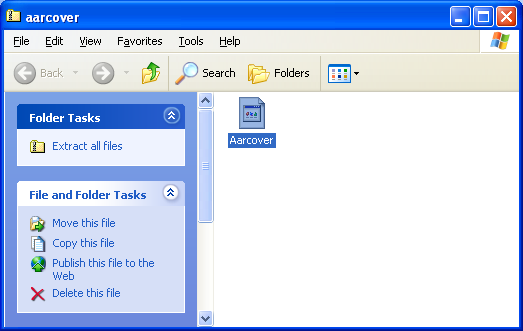 aarcover
File Edit View Favorites Tools Help
Back Search Folders
Folder Tasks
Extract all files
File and Folder Tasks
Move this file
Copy this file
Publish this file to the
Web
Delete this file
Aarcover